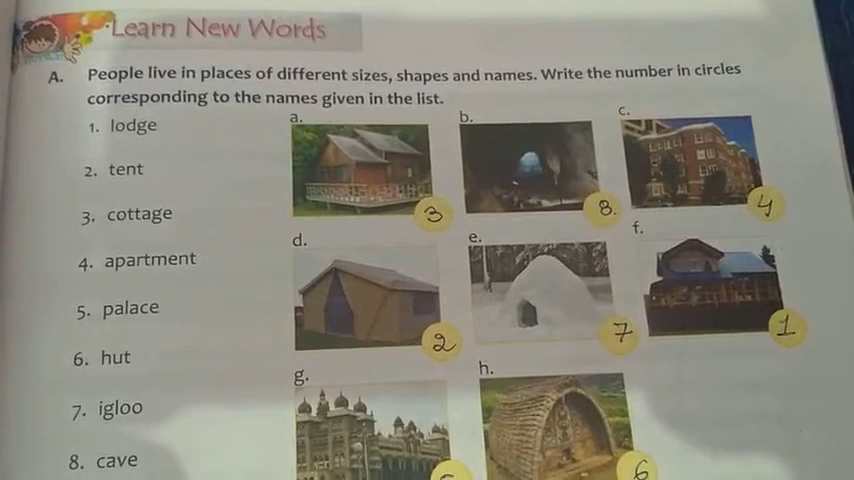 Learn New Words
A. People live in places of different sizes, shapes and names. Write the number in circles
corresponding to the names given in the list.
1. lodge
2. tent
3. cottage
4. apartment
5. palace
6. hut
7. igloo
8. cave
a. b. c.
3 8. 4
d. e. f.
2 7 1
g. h.
5 6